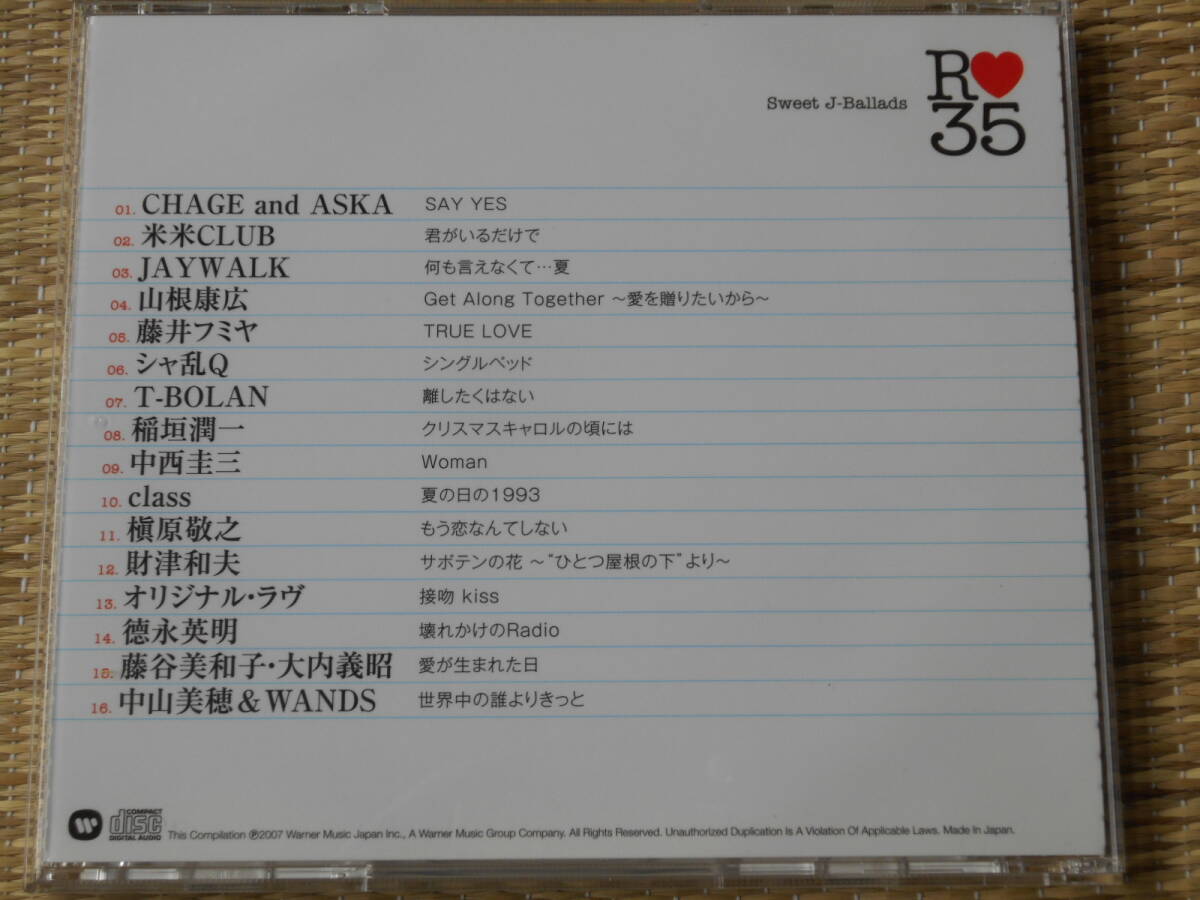 R♥
Sweet J-Ballads
35
01. CHAGE and ASKA SAY YES
02. 米米CLUB 君がいるだけで
03. JAYWALK 何も言えなくて…夏
04. 山根康広 Get Along Together ～愛を贈りたいから～
05. 藤井フミヤ TRUE LOVE
06. シャ乱Q シングルベッド
07. T-BOLAN 離したくはない
08. 稲垣潤一 クリスマスキャロルの頃には
09. 中西圭三 Woman
10. class 夏の日の1993
11. 槇原敬之 もう恋なんてしない
12. 財津和夫 サボテンの花 ～“ひとつ屋根の下”より～
13. オリジナル・ラヴ 接吻 kiss
14. 徳永英明 壊れかけのRadio
15. 藤谷美和子・大内義昭 愛が生まれた日
16. 中山美穂＆WANDS 世界中の誰よりきっと
COMPACT
disc
DIGITAL AUDIO
This Compilation ℗2007 Warner Music Japan Inc., A Warner Music Group Company. All Rights Reserved. Unauthorized Duplication Is A Violation Of Applicable Laws. Made In Japan.